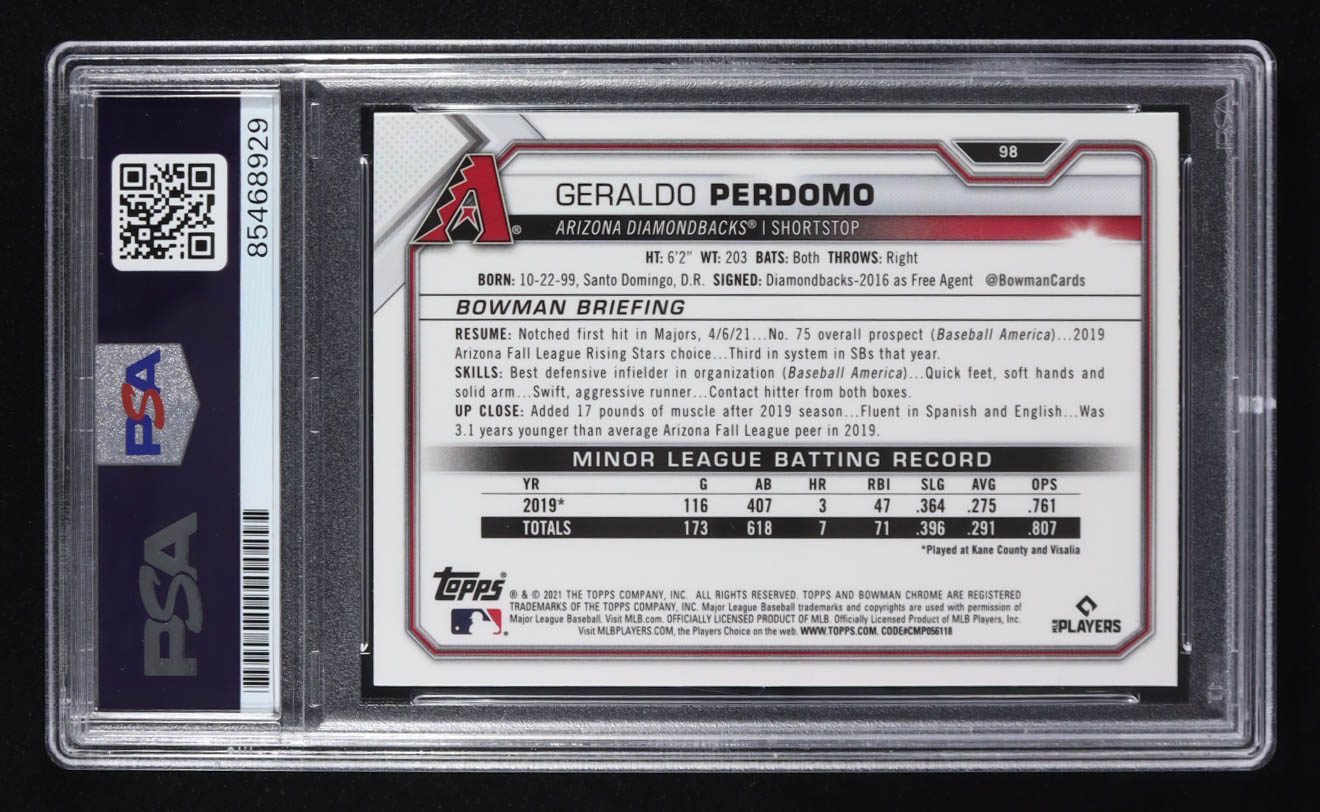 85468929
PSA
PSA
98
GERALDO PERDOMO
A®
ARIZONA DIAMONDBACKS® | SHORTSTOP
HT: 6'2" WT: 203 BATS: Both THROWS: Right
BORN: 10-22-99, Santo Domingo, D.R. SIGNED: Diamondbacks-2016 as Free Agent @BowmanCards
BOWMAN BRIEFING
RESUME: Notched first hit in Majors, 4/6/21...No. 75 overall prospect (Baseball America)...2019
Arizona Fall League Rising Stars choice...Third in system in SBs that year.
SKILLS: Best defensive infielder in organization (Baseball America)...Quick feet, soft hands and
solid arm...Swift, aggressive runner...Contact hitter from both boxes.
UP CLOSE: Added 17 pounds of muscle after 2019 season...Fluent in Spanish and English...Was
3.1 years younger than average Arizona Fall League peer in 2019.
MINOR LEAGUE BATTING RECORD
YR G AB HR RBI SLG AVG OPS
2019* 116 407 3 47 .364 .275 .761
TOTALS 173 618 7 71 .396 .291 .807
*Played at Kane County and Visalia
Topps®
® & © 2021 THE TOPPS COMPANY, INC. ALL RIGHTS RESERVED. TOPPS AND BOWMAN CHROME ARE REGISTERED
TRADEMARKS OF THE TOPPS COMPANY, INC. Major League Baseball trademarks and copyrights are used with permission of
Major League Baseball. Visit MLB.com. OFFICIALLY LICENSED PRODUCT OF MLB. Officially Licensed Product of MLB Players, Inc.
Visit MLBPLAYERS.COM, the Players Choice on the web. WWW.TOPPS.COM. CODE#CMP056118
MLB PLAYERS